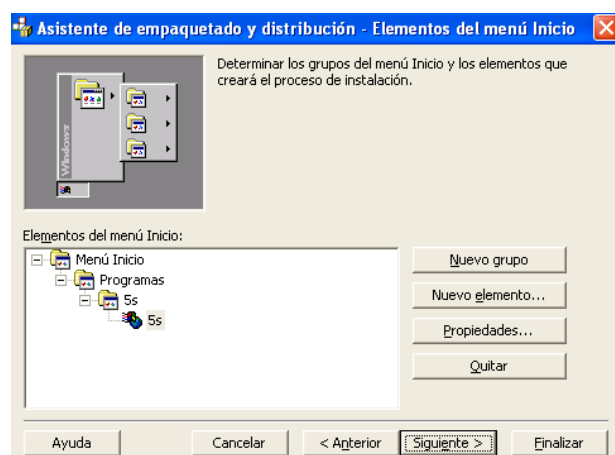 Asistente de empaquetado y distribución - Elementos del menú Inicio
Determinar los grupos del menú Inicio y los elementos que
creará el proceso de instalación.
Windows
Elementos del menú Inicio:
Menú Inicio
Programas
5s
5s
Nuevo grupo
Nuevo elemento...
Propiedades...
Quitar
Ayuda
Cancelar
< Anterior
Siguiente >
Finalizar